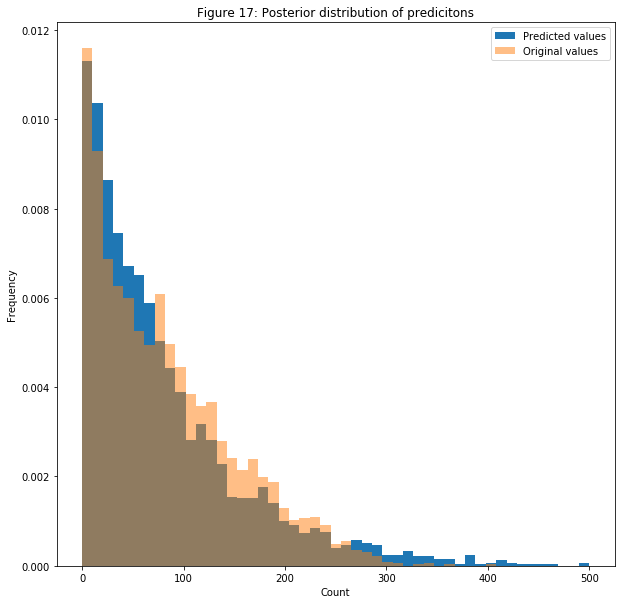 Figure 17: Posterior distribution of predicitons
Predicted values
Original values
0.012
0.010
0.008
0.006
0.004
0.002
0.000
Frequency
0 100 200 300 400 500
Count